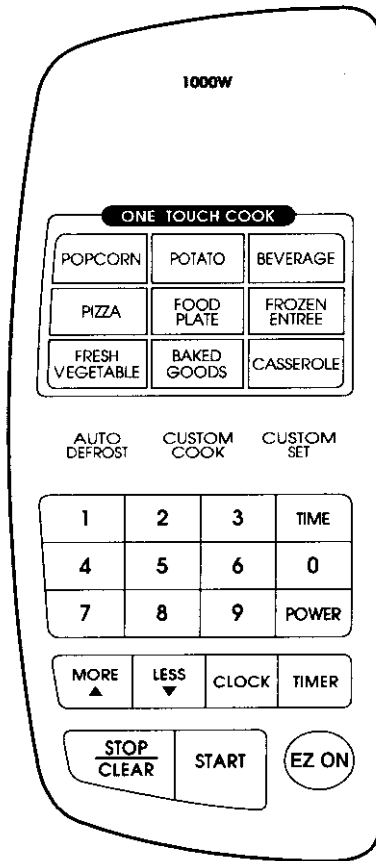 1000W
ONE TOUCH COOK
POPCORN POTATO BEVERAGE
PIZZA FOOD PLATE FROZEN ENTREE
FRESH VEGETABLE BAKED GOODS CASSEROLE
AUTO DEFROST CUSTOM COOK CUSTOM SET
1 2 3 TIME
4 5 6 0
7 8 9 POWER
MORE ▲ LESS ▼ CLOCK TIMER
STOP CLEAR START EZ ON